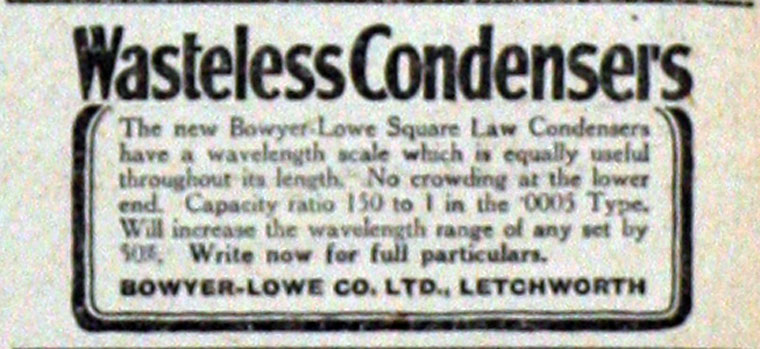 Wasteless Condensers
The new Bowyer-Lowe Square Law Condensers
have a wavelength scale which is equally useful
throughout its length. No crowding at the lower
end. Capacity ratio 150 to 1 in the ·0005 Type.
Will increase the wavelength range of any set by
50%. Write now for full particulars.
BOWYER-LOWE CO. LTD., LETCHWORTH